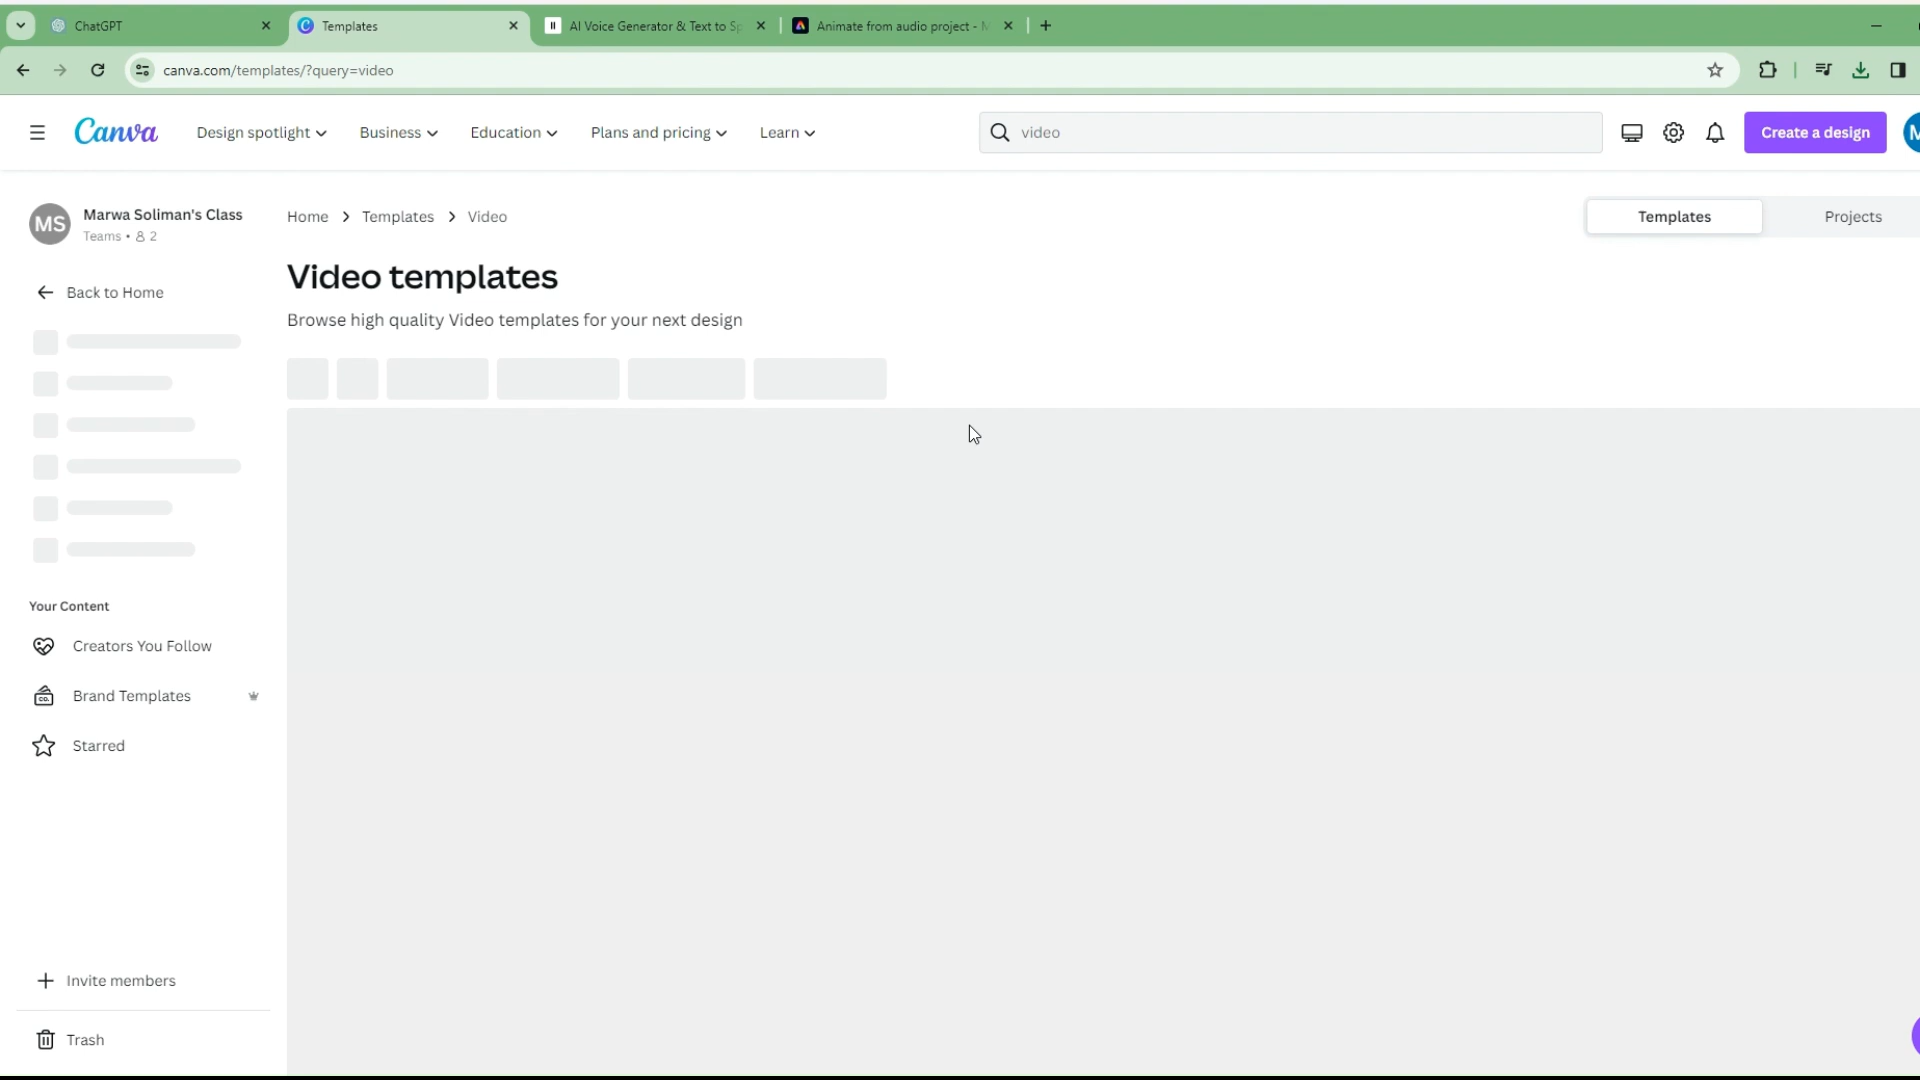 ChatGPT
Templates
AI Voice Generator & Text to Sp
Animate from audio project -
canva.com/templates/?query=video
Canva
Design spotlight
Business
Education
Plans and pricing
Learn
video
Create a design
MS
Marwa Soliman's Class
Teams • 2
Home > Templates > Video
Templates
Projects
Video templates
Back to Home
Browse high quality Video templates for your next design
Your Content
Creators You Follow
CO.
Brand Templates
Starred
Invite members
Trash